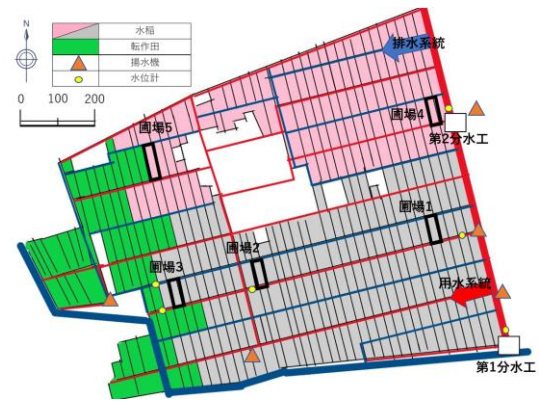 N
水稲
転作田
揚水機
水位計
0 100 200
排水系統
圃場4
第2分水工
圃場5
圃場1
圃場2
圃場3
用水系統
第1分水工